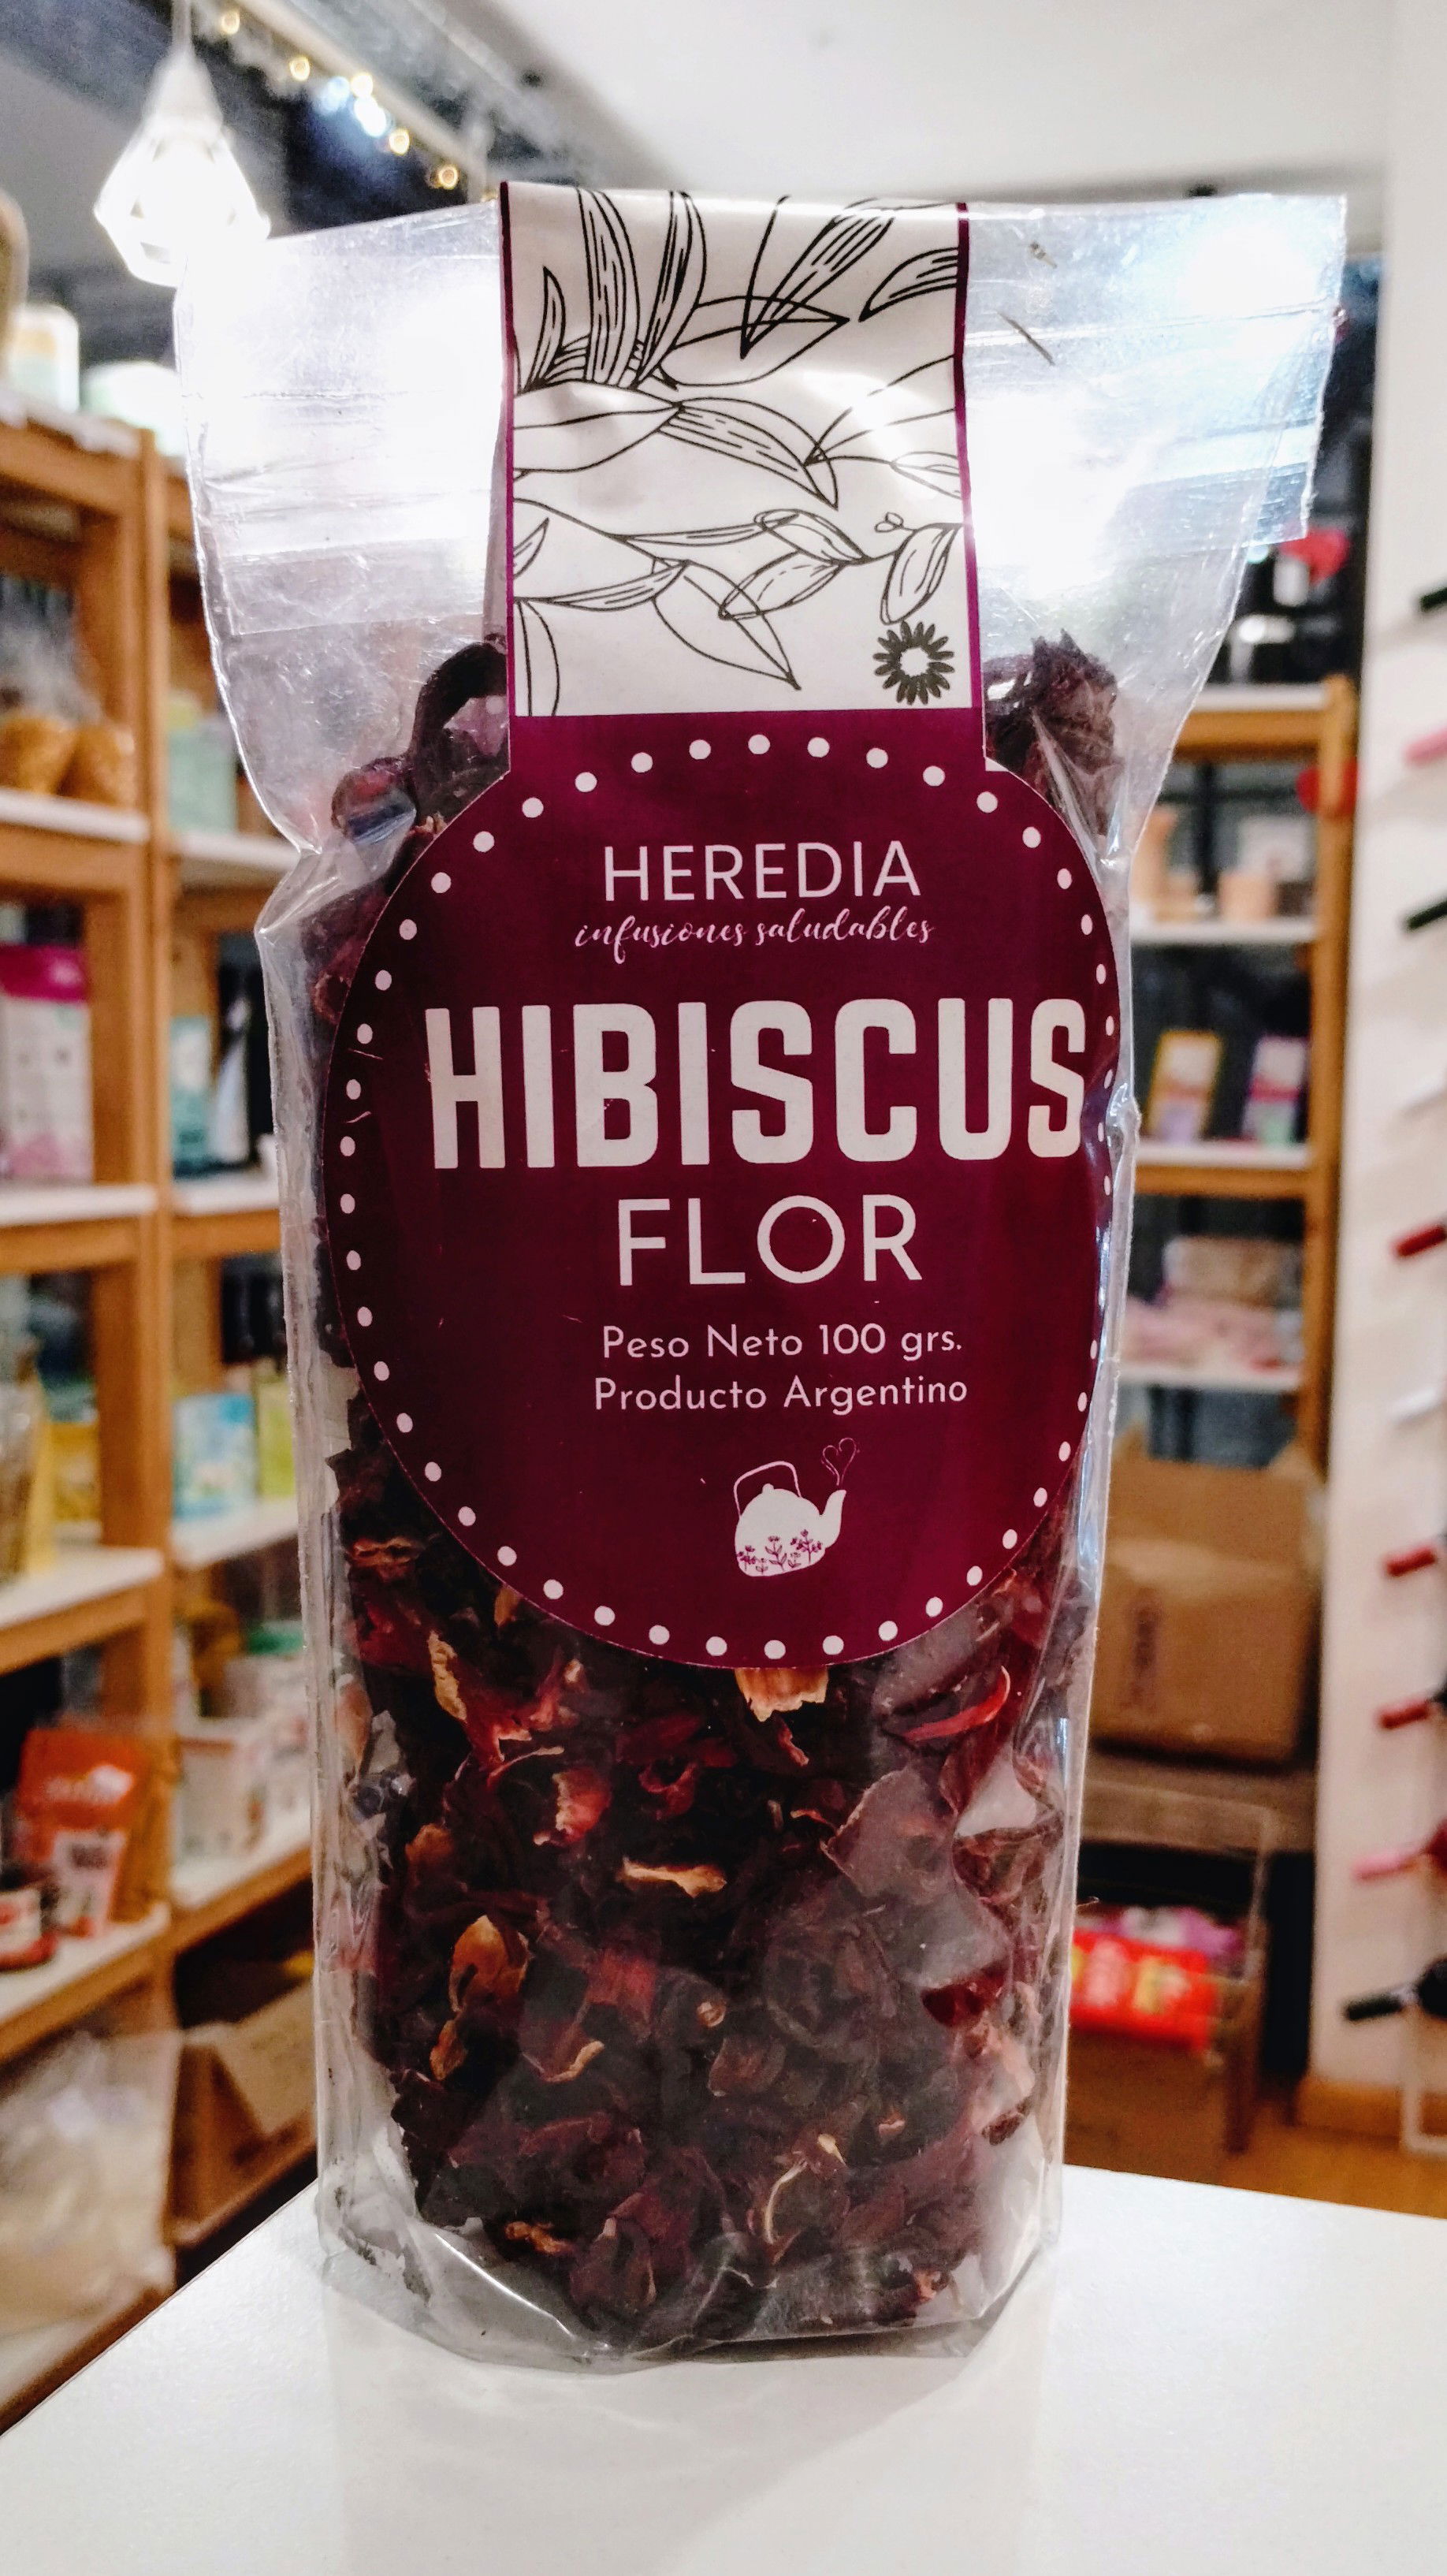 HEREDIA
infusiones saludables
HIBISCUS
FLOR
Peso Neto 100 grs.
Producto Argentino